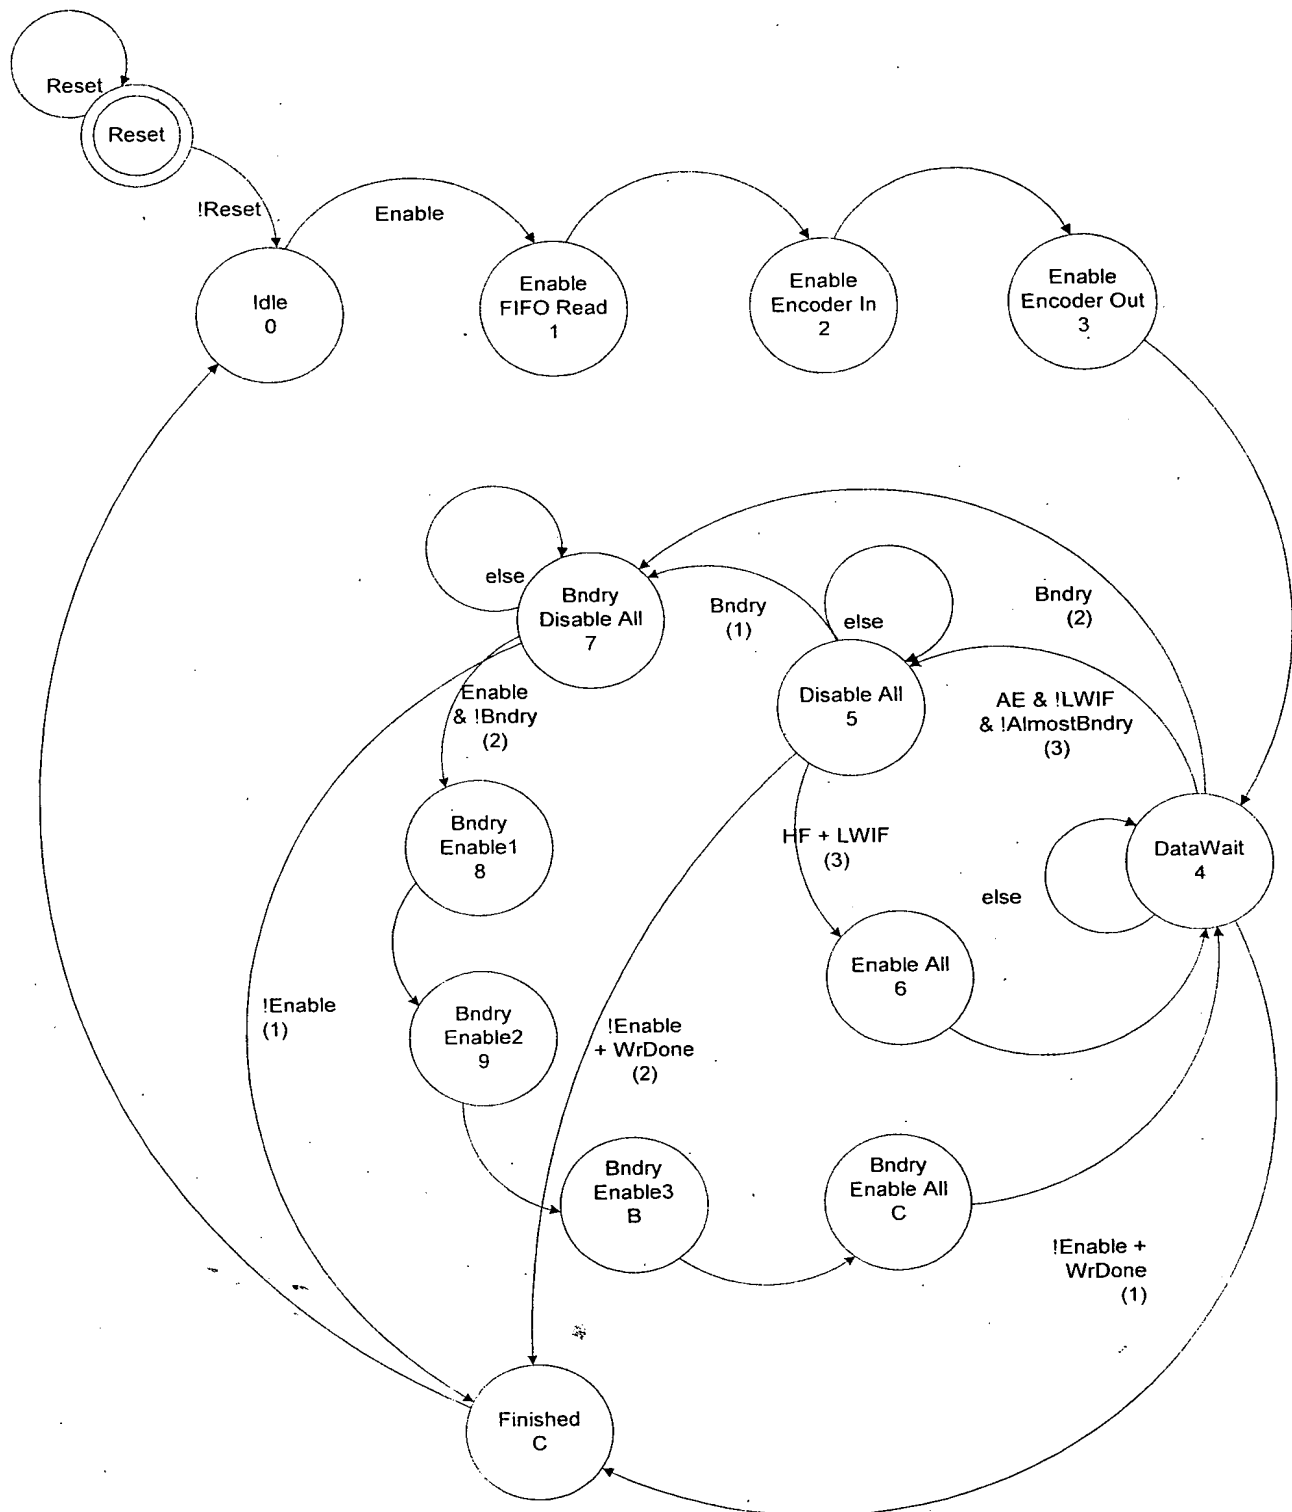 Reset
Reset
!Reset
Enable
Idle
0
Enable
FIFO Read
1
Enable
Encoder In
2
Enable
Encoder Out
3
else
Bndry
Disable All
7
Bndry
(1)
else
Bndry
(2)
Disable All
5
AE & !LWIF
& !AlmostBndry
(3)
Enable
& !Bndry
(2)
Bndry
Enable1
8
HF + LWIF
(3)
DataWait
4
else
Enable All
6
Bndry
Enable2
9
!Enable
(1)
!Enable
+ WrDone
(2)
Bndry
Enable3
B
Bndry
Enable All
C
!Enable +
WrDone
(1)
Finished
C